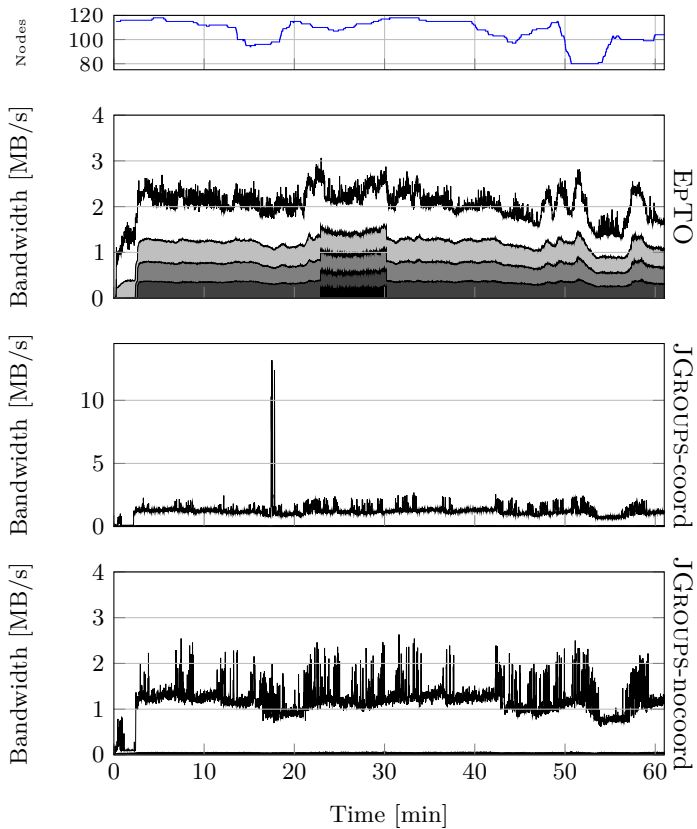 120
100
80
Nodes
4
3
2
1
0
Bandwidth [MB/s]
EpTO
10
5
0
Bandwidth [MB/s]
JGroups-coord
4
3
2
1
0
Bandwidth [MB/s]
JGroups-nocoord
0 10 20 30 40 50 60
Time [min]